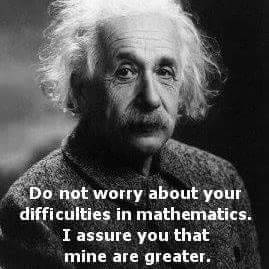 Do not worry about your
difficulties in mathematics.
I assure you that
mine are greater.